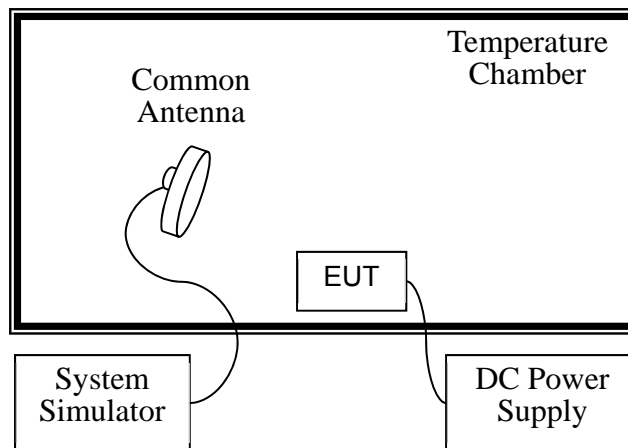 Temperature
Chamber
Common
Antenna
EUT
System
Simulator
DC Power
Supply